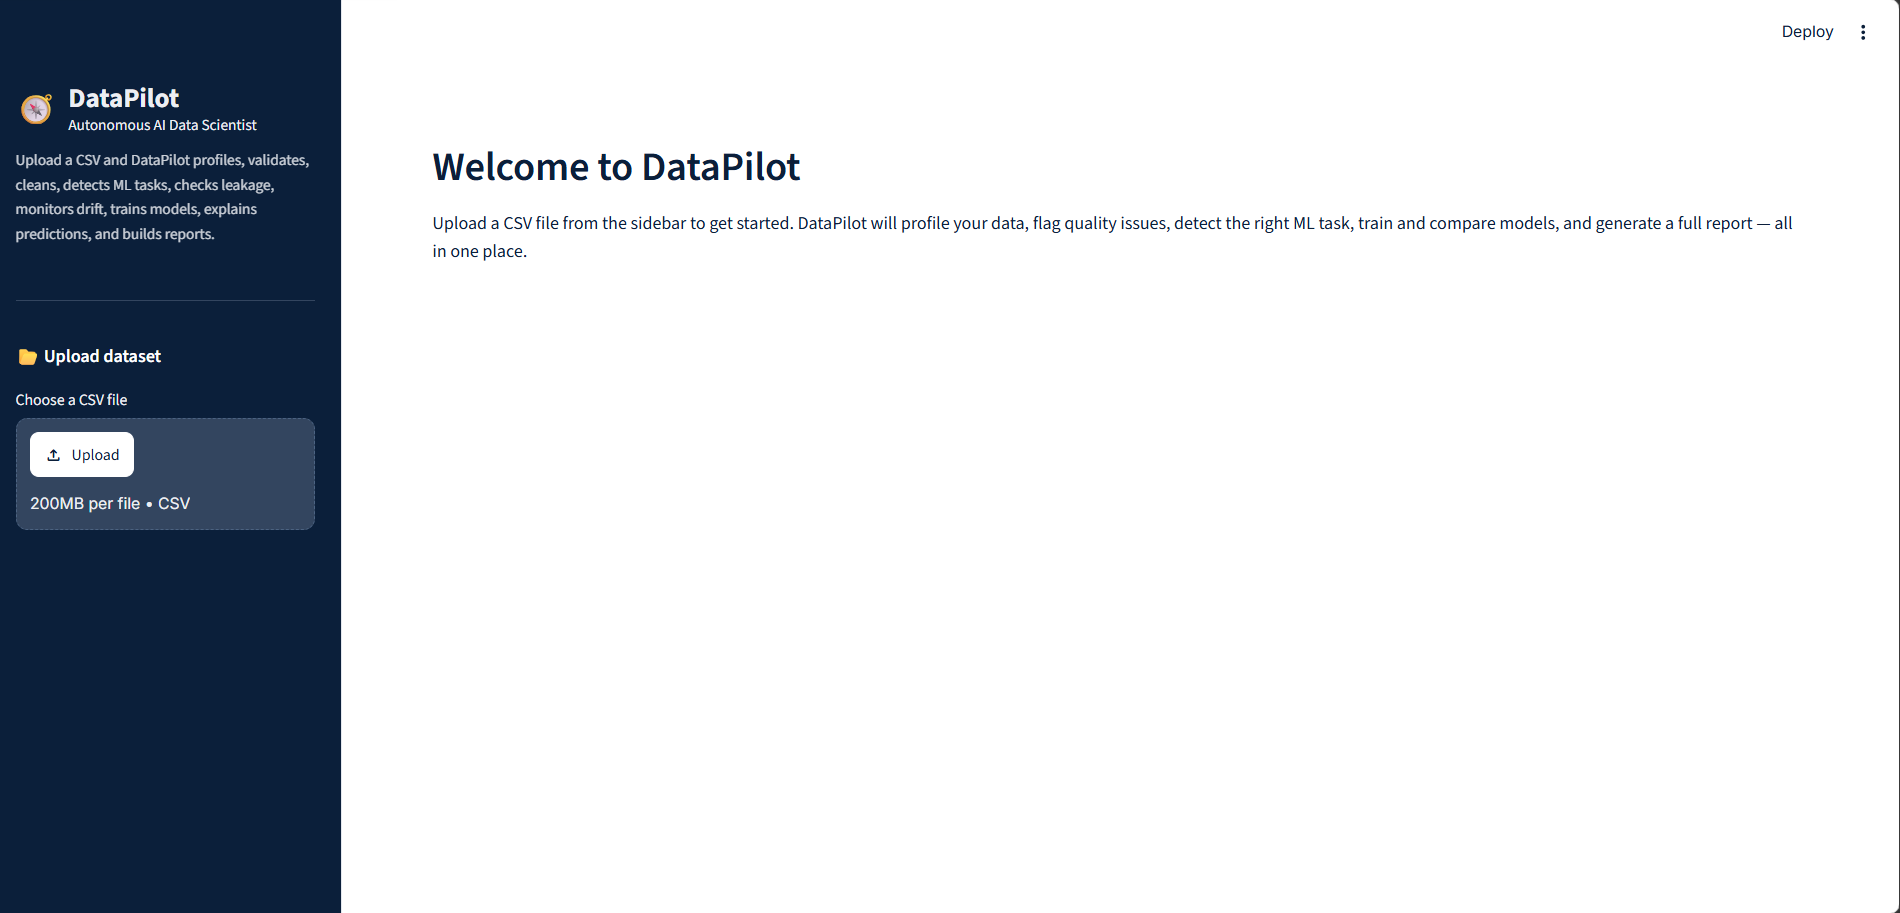 DataPilot
Autonomous AI Data Scientist
Upload a CSV and DataPilot profiles, validates,
cleans, detects ML tasks, checks leakage,
monitors drift, trains models, explains
predictions, and builds reports.
Upload dataset
Choose a CSV file
Upload
200MB per file • CSV
Deploy
Welcome to DataPilot
Upload a CSV file from the sidebar to get started. DataPilot will profile your data, flag quality issues, detect the right ML task, train and compare models, and generate a full report — all
in one place.